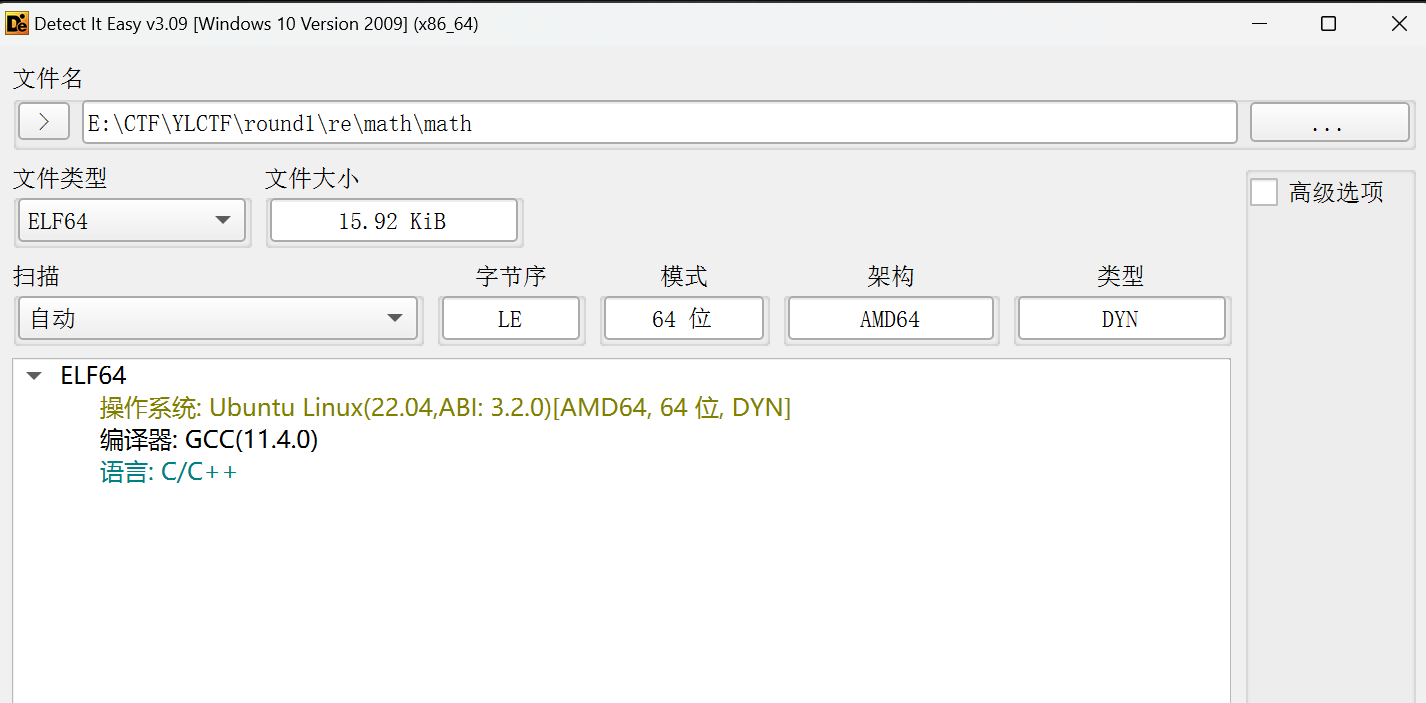 Detect It Easy v3.09 [Windows 10 Version 2009] (x86_64)
文件名
E:\CTF\YLCTF\round1\re\math\math
...
文件类型
文件大小
高级选项
ELF64
15.92 KiB
扫描
字节序
模式
架构
类型
自动
LE
64 位
AMD64
DYN
ELF64
操作系统: Ubuntu Linux(22.04,ABI: 3.2.0)[AMD64, 64 位, DYN]
编译器: GCC(11.4.0)
语言: C/C++